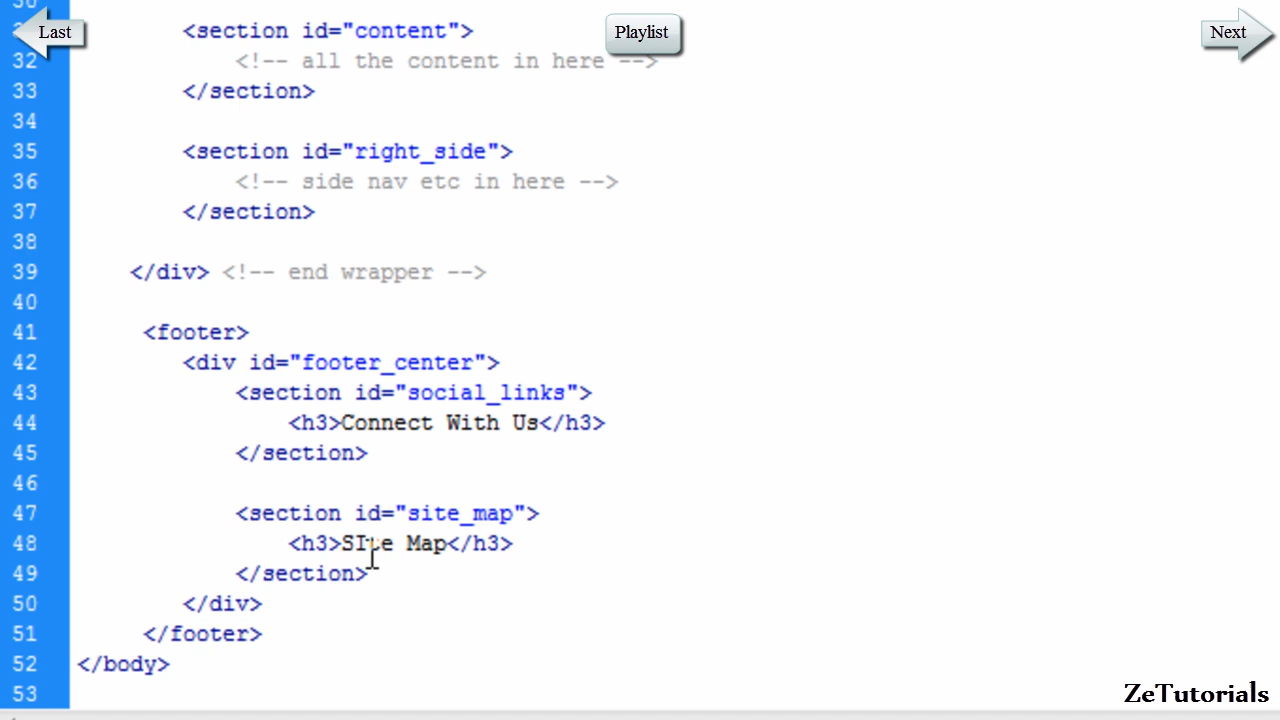 Last
Playlist
Next
<section id="content">
32 <!-- all the content in here -->
33 </section>
34
35 <section id="right_side">
36 <!-- side nav etc in here -->
37 </section>
38
39 </div> <!-- end wrapper -->
40
41 <footer>
42 <div id="footer_center">
43 <section id="social_links">
44 <h3>Connect With Us</h3>
45 </section>
46
47 <section id="site_map">
48 <h3>SIte Map</h3>
49 </section>
50 </div>
51 </footer>
52 </body>
53
ZeTutorials